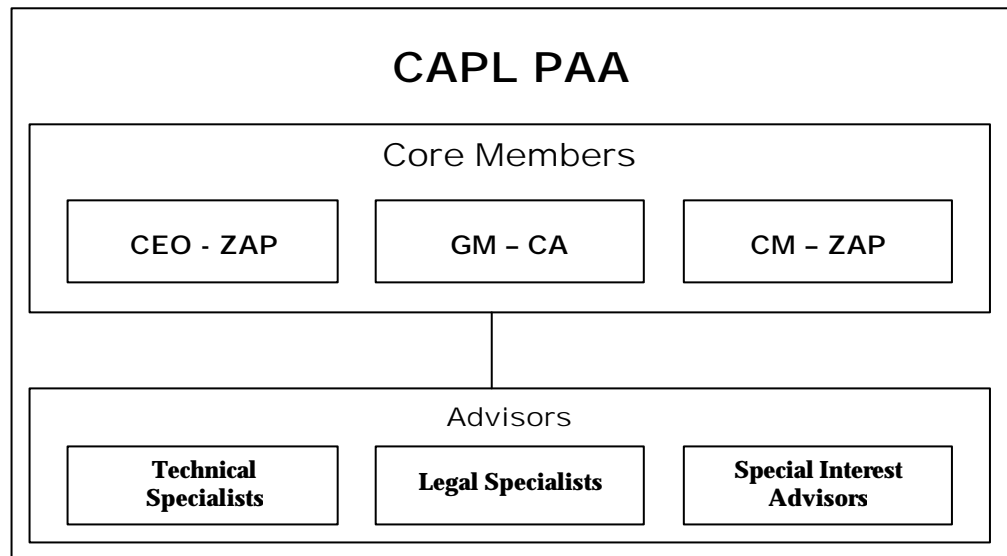 CAPL PAA
Core Members
CEO - ZAP
GM – CA
CM – ZAP
Advisors
Technical
Specialists
Legal Specialists
Special Interest
Advisors